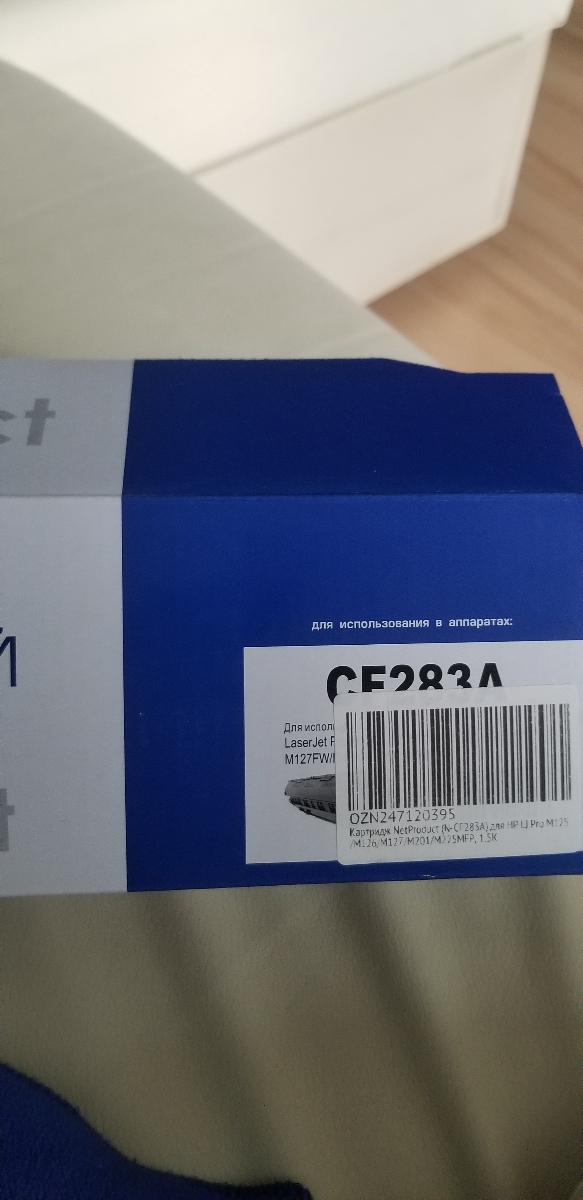 ct
й
t
для использования в аппаратах:
CF283A
Для испол
LaserJet P
M127FW/
OZN247120395
Картридж NetProduct (N-CF283A) для HP LJ Pro M125
/M126/M127/M201/M225MFP, 1.5K